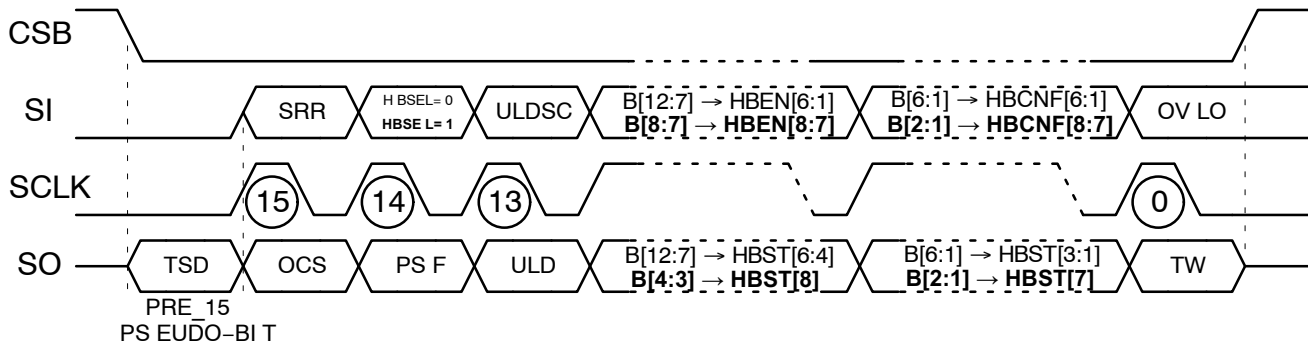 CSB
SI
SRR
H BSEL= 0
HBSE L= 1
ULDSC
B[12:7] → HBEN[6:1]
B[8:7] → HBEN[8:7]
B[6:1] → HBCNF[6:1]
B[2:1] → HBCNF[8:7]
OV LO
SCLK
15
14
13
0
SO
TSD
OCS
PS F
ULD
B[12:7] → HBST[6:4]
B[4:3] → HBST[8]
B[6:1] → HBST[3:1]
B[2:1] → HBST[7]
TW
PRE_15
PS EUDO−BI T